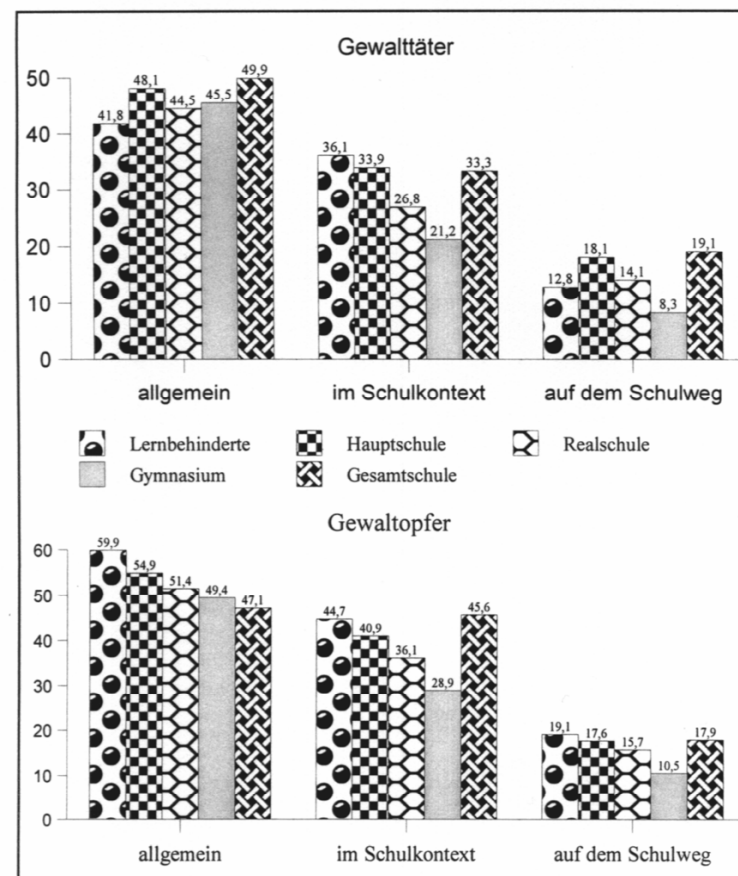 Gewalttäter
50
40
30
20
10
0
41,8 48,1 44,5 45,5 49,9
36,1 33,9 26,8 21,2 33,3
12,8 18,1 14,1 8,3 19,1
allgemein im Schulkontext auf dem Schulweg
Lernbehinderte Hauptschule Realschule
Gymnasium Gesamtschule
Gewaltopfer
60
50
40
30
20
10
0
59,9 54,9 51,4 49,4 47,1
44,7 40,9 36,1 28,9 45,6
19,1 17,6 15,7 10,5 17,9
allgemein im Schulkontext auf dem Schulweg